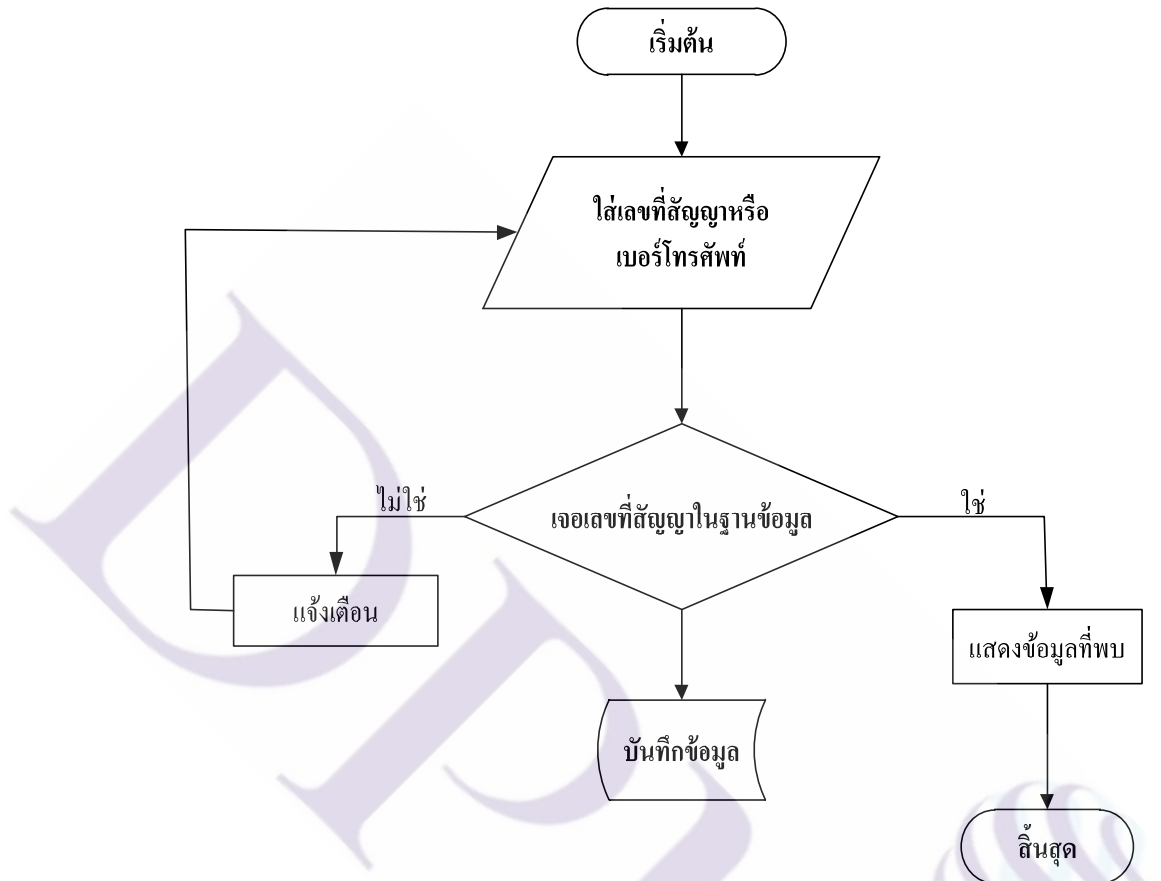 เริ่มต้น
ใส่เลขที่สัญญาหรือ
เบอร์โทรศัพท์
ไม่ใช่
เจอเลขที่สัญญาในฐานข้อมูล
ใช่
แจ้งเตือน
แสดงข้อมูลที่พบ
บันทึกข้อมูล
สิ้นสุด